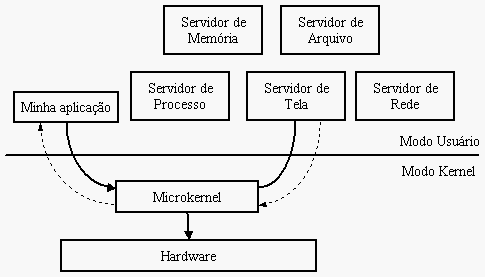 Servidor de
Memória
Servidor de
Arquivo
Servidor de
Processo
Servidor de
Tela
Servidor de
Rede
Minha aplicação
Modo Usuário
Modo Kernel
Microkernel
Hardware